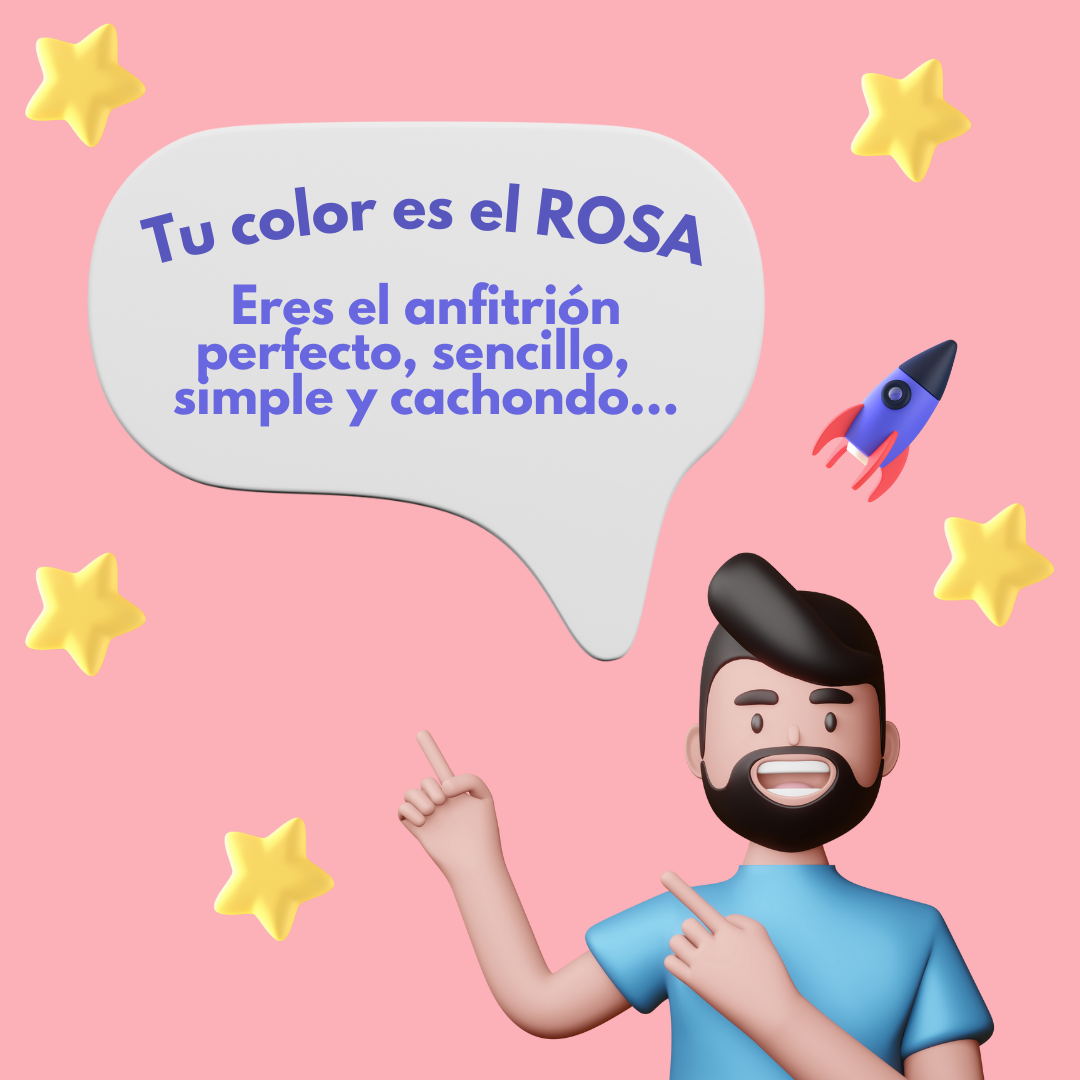 Tu color es el ROSA
Eres el anfitrión
perfecto, sencillo,
simple y cachondo...